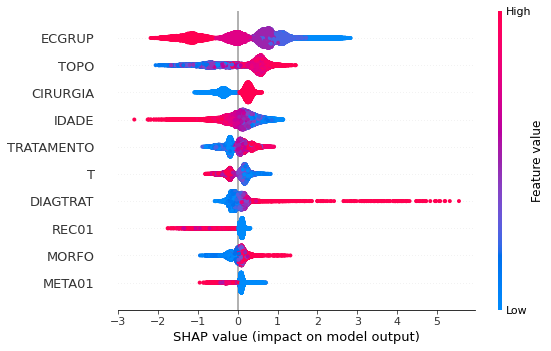 High
ECGRUP
TOPO
CIRURGIA
IDADE
TRATAMENTO
T
DIAGTRAT
REC01
MORFO
META01
Feature value
Low
−3 −2 −1 0 1 2 3 4 5
SHAP value (impact on model output)